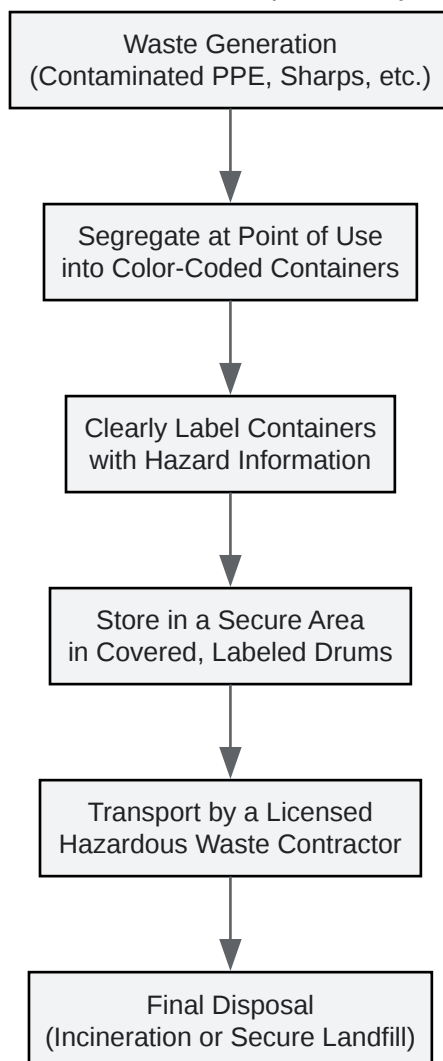 Waste Generation
(Contaminated PPE, Sharps, etc.)
Segregate at Point of Use
into Color-Coded Containers
Clearly Label Containers
with Hazard Information
Store in a Secure Area
in Covered, Labeled Drums
Transport by a Licensed
Hazardous Waste Contractor
Final Disposal
(Incineration or Secure Landfill)